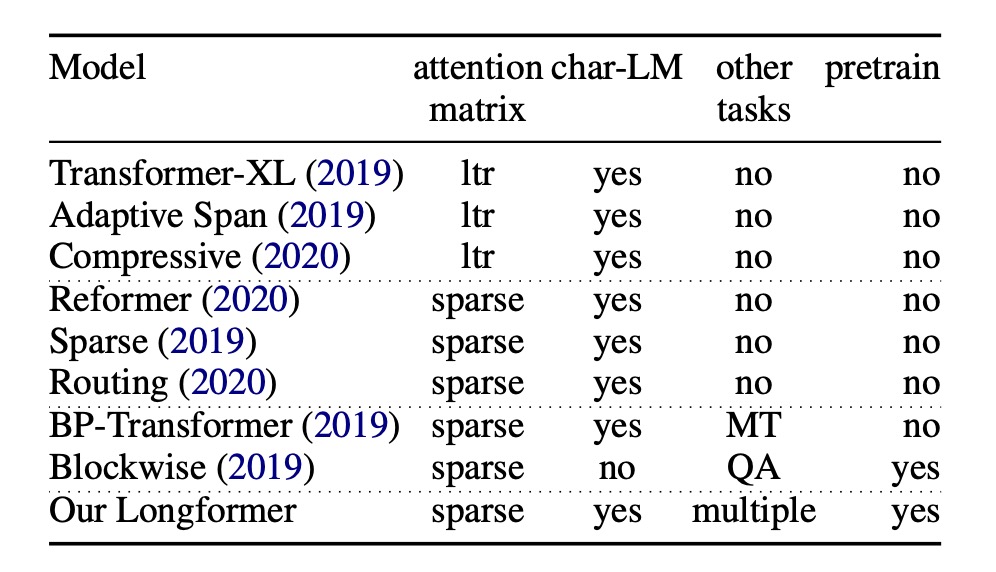 Model attention char-LM other pretrain
matrix tasks
Transformer-XL (2019) ltr yes no no
Adaptive Span (2019) ltr yes no no
Compressive (2020) ltr yes no no
Reformer (2020) sparse yes no no
Sparse (2019) sparse yes no no
Routing (2020) sparse yes no no
BP-Transformer (2019) sparse yes MT no
Blockwise (2019) sparse no QA yes
Our Longformer sparse yes multiple yes